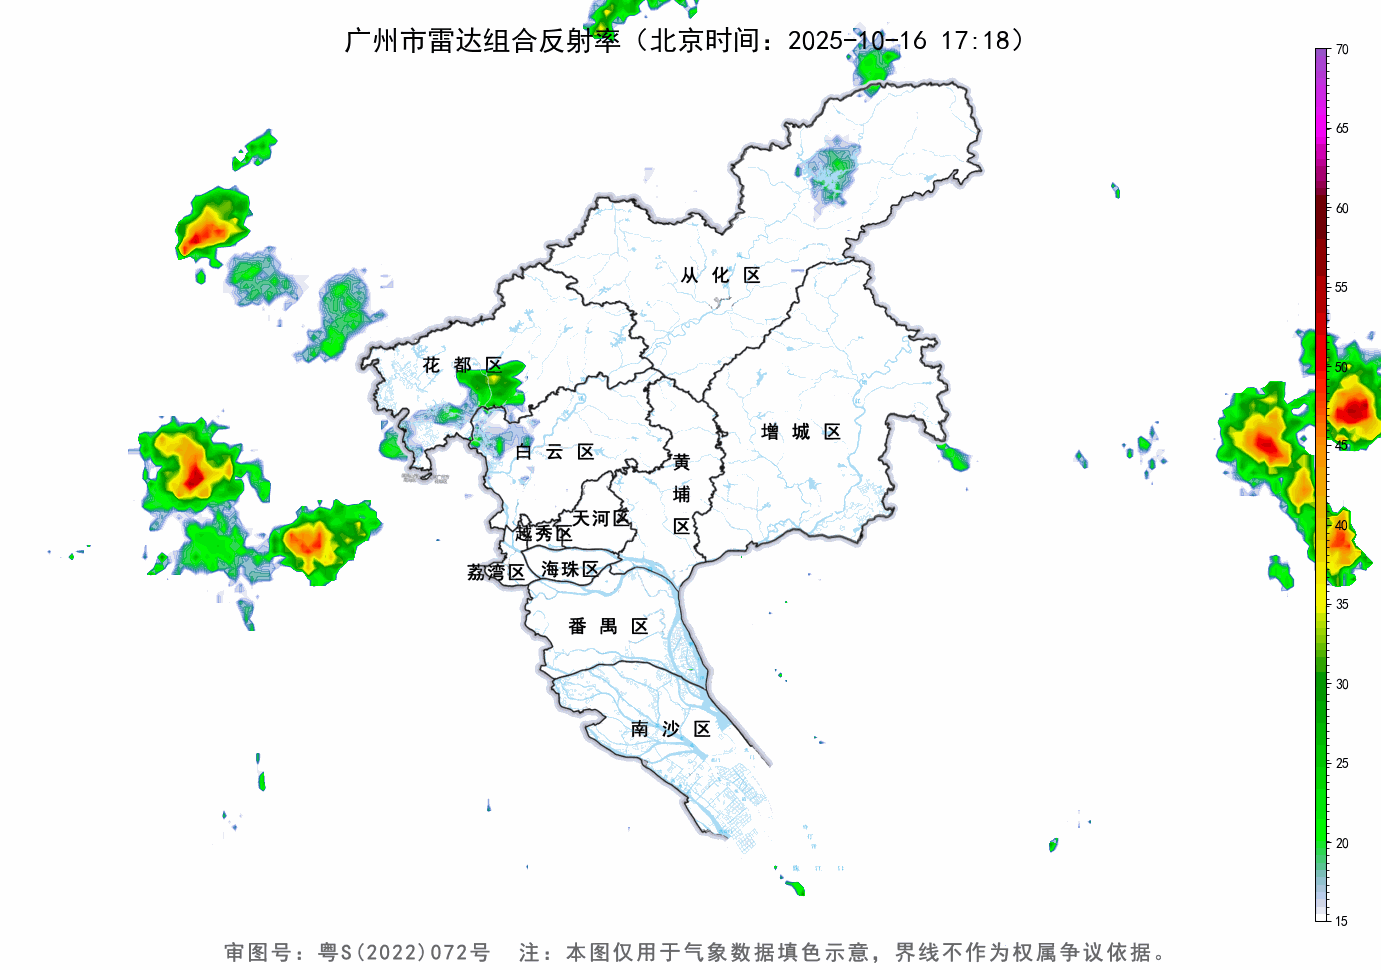 广州市雷达组合反射率（北京时间：2025-10-16 17:18）
70
65
60
55
50
45
40
35
30
25
20
15
从化区
花都区
增城区
白云区
黄埔区
天河区
越秀区
荔湾区
海珠区
番禺区
南沙区
审图号：粤S(2022)072号 注：本图仅用于气象数据填色示意，界线不作为权属争议依据。